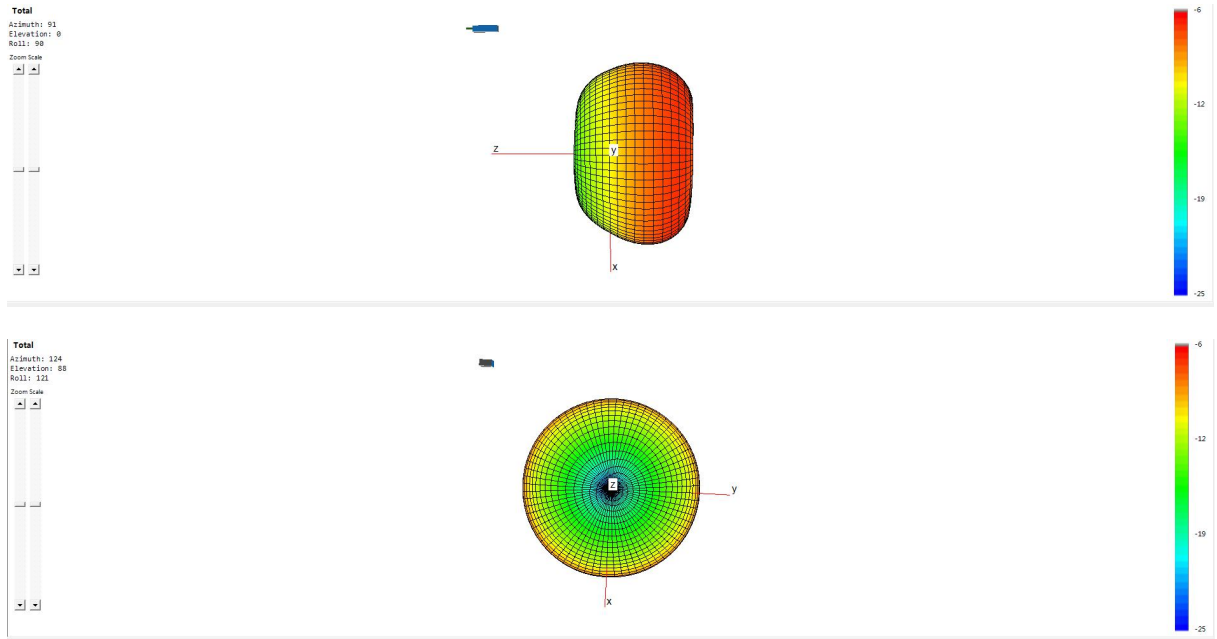 Total
Azimuth: 91
Elevation: 0
Roll: 90
Zoom Scale
-6
-12
-19
-25
z
y
x
Total
Azimuth: 124
Elevation: 88
Roll: 121
Zoom Scale
-6
-12
-19
-25
z
y
x